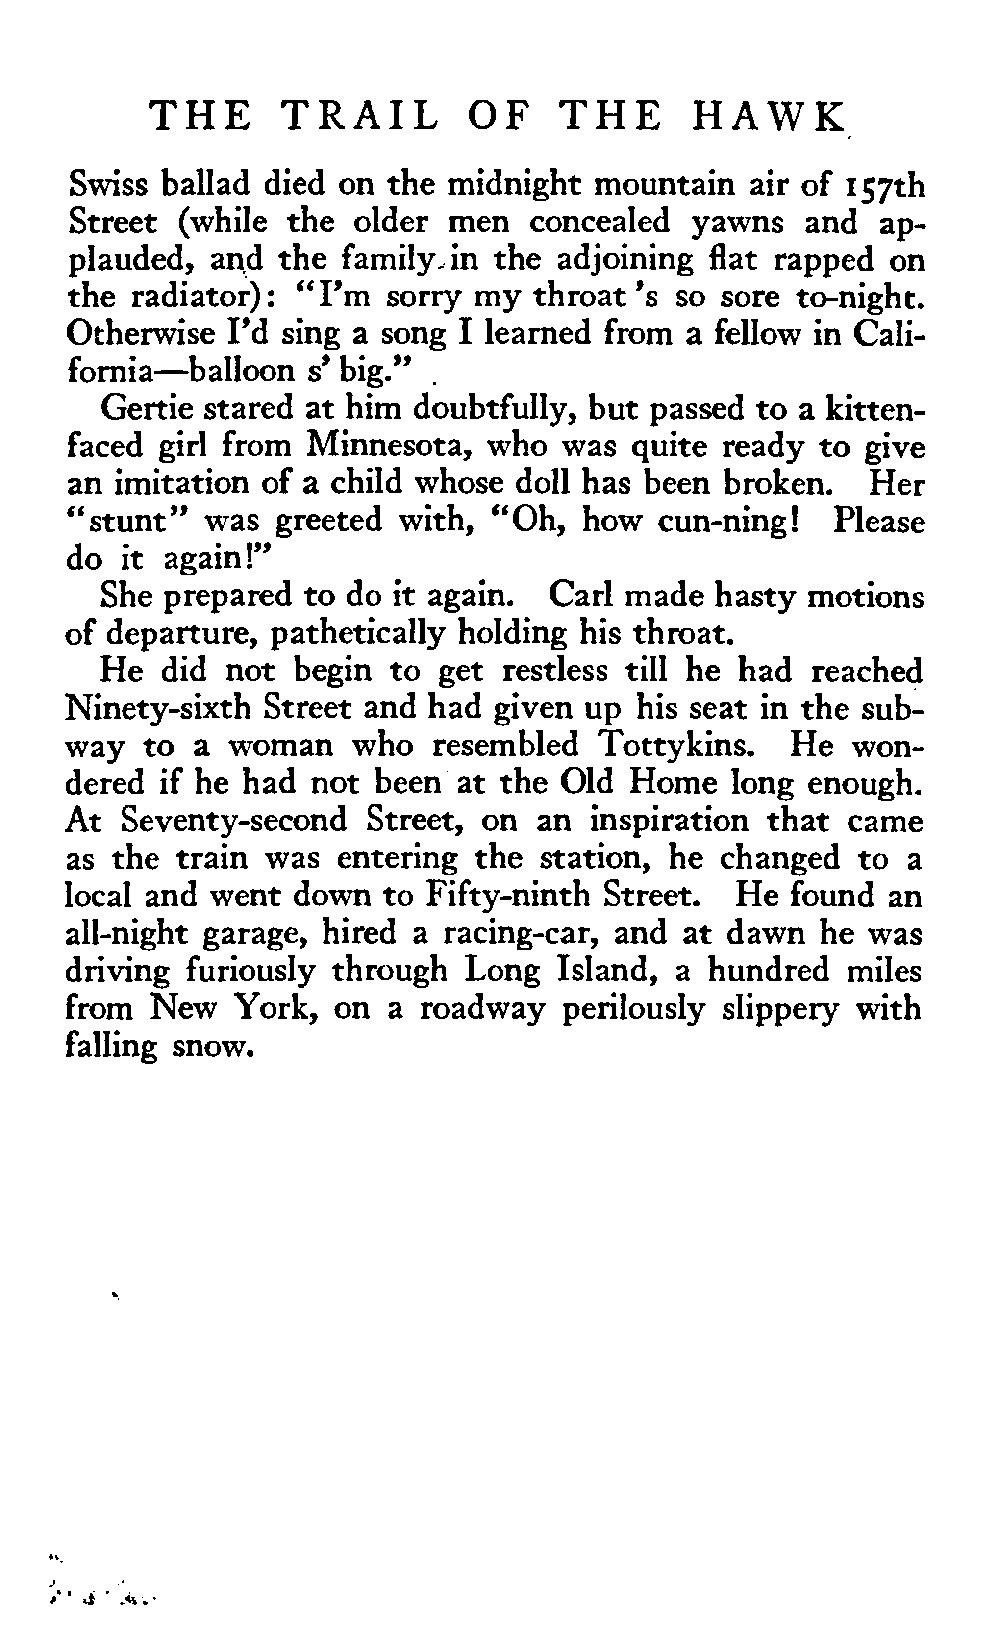 THE TRAIL OF THE HAWK
Swiss ballad died on the midnight mountain air of 157th
Street (while the older men concealed yawns and ap-
plauded, and the family in the adjoining flat rapped on
the radiator): "I'm sorry my throat 's so sore to-night.
Otherwise I'd sing a song I learned from a fellow in Cali-
fornia—balloon s' big."
Gertie stared at him doubtfully, but passed to a kitten-
faced girl from Minnesota, who was quite ready to give
an imitation of a child whose doll has been broken. Her
"stunt" was greeted with, "Oh, how cun-ning! Please
do it again!"
She prepared to do it again. Carl made hasty motions
of departure, pathetically holding his throat.
He did not begin to get restless till he had reached
Ninety-sixth Street and had given up his seat in the sub-
way to a woman who resembled Tottykins. He won-
dered if he had not been at the Old Home long enough.
At Seventy-second Street, on an inspiration that came
as the train was entering the station, he changed to a
local and went down to Fifty-ninth Street. He found an
all-night garage, hired a racing-car, and at dawn he was
driving furiously through Long Island, a hundred miles
from New York, on a roadway perilously slippery with
falling snow.